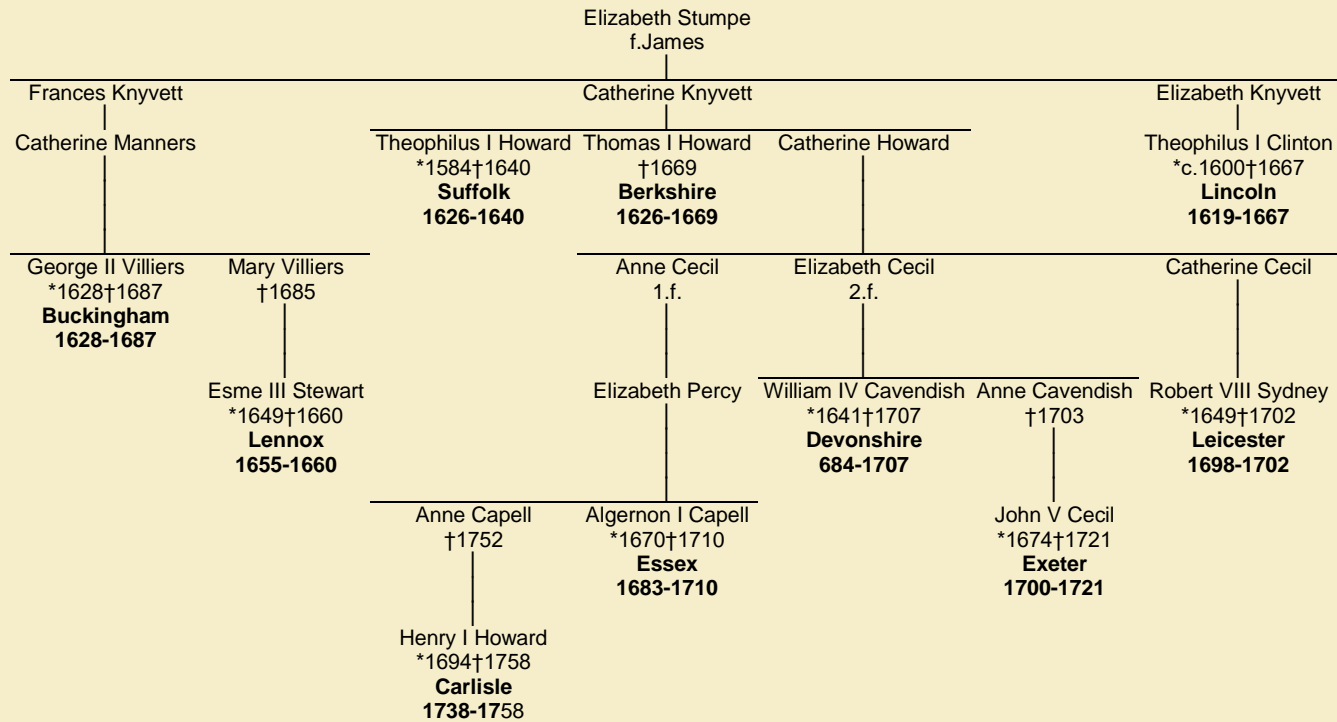 Elizabeth Stumpe
f.James
Frances Knyvett Catherine Knyvett Elizabeth Knyvett
Catherine Manners Theophilus I Howard Thomas I Howard Catherine Howard Theophilus I Clinton
*1584†1640 †1669 *c.1600†1667
Suffolk Berkshire Lincoln
1626-1640 1626-1669 1619-1667
George II Villiers Mary Villiers Anne Cecil Elizabeth Cecil Catherine Cecil
*1628†1687 †1685 1.f. 2.f.
Buckingham
1628-1687
Esme III Stewart Elizabeth Percy William IV Cavendish Anne Cavendish Robert VIII Sydney
*1649†1660 *1641†1707 †1703 *1649†1702
Lennox Devonshire Leicester
1655-1660 684-1707 1698-1702
Anne Capell Algernon I Capell John V Cecil
†1752 *1670†1710 *1674†1721
Essex Exeter
1683-1710 1700-1721
Henry I Howard
*1694†1758
Carlisle
1738-1758